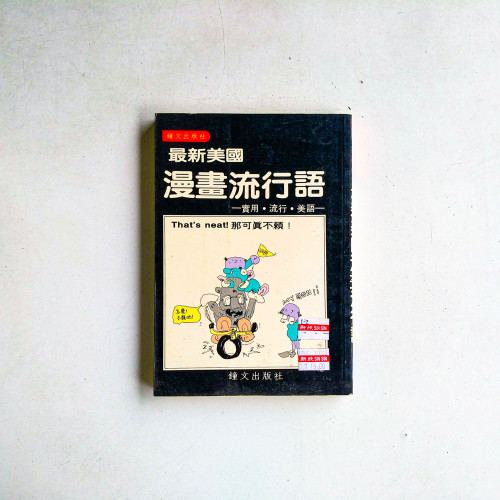 鐘文出版社
最新美國
漫畫流行語
—實用•流行•美語—
That's neat! 那可眞不賴！
鐘文出版社